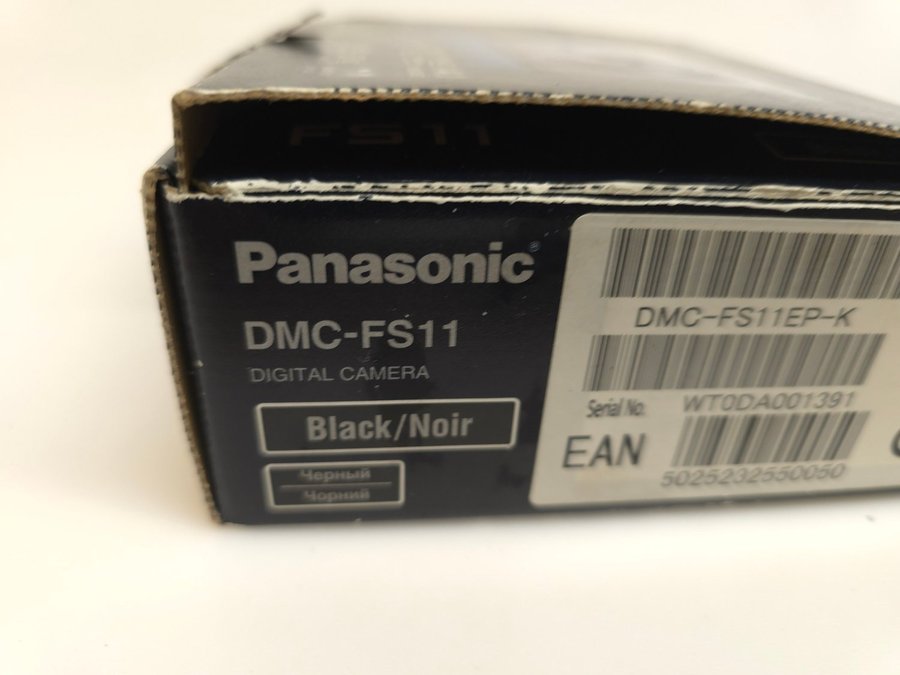 FS11
Panasonic®
DMC-FS11
DIGITAL CAMERA
Black/Noir
Черный
Чорний
DMC-FS11EP-K
Serial No. WT0DA001391
EAN
5025232550050